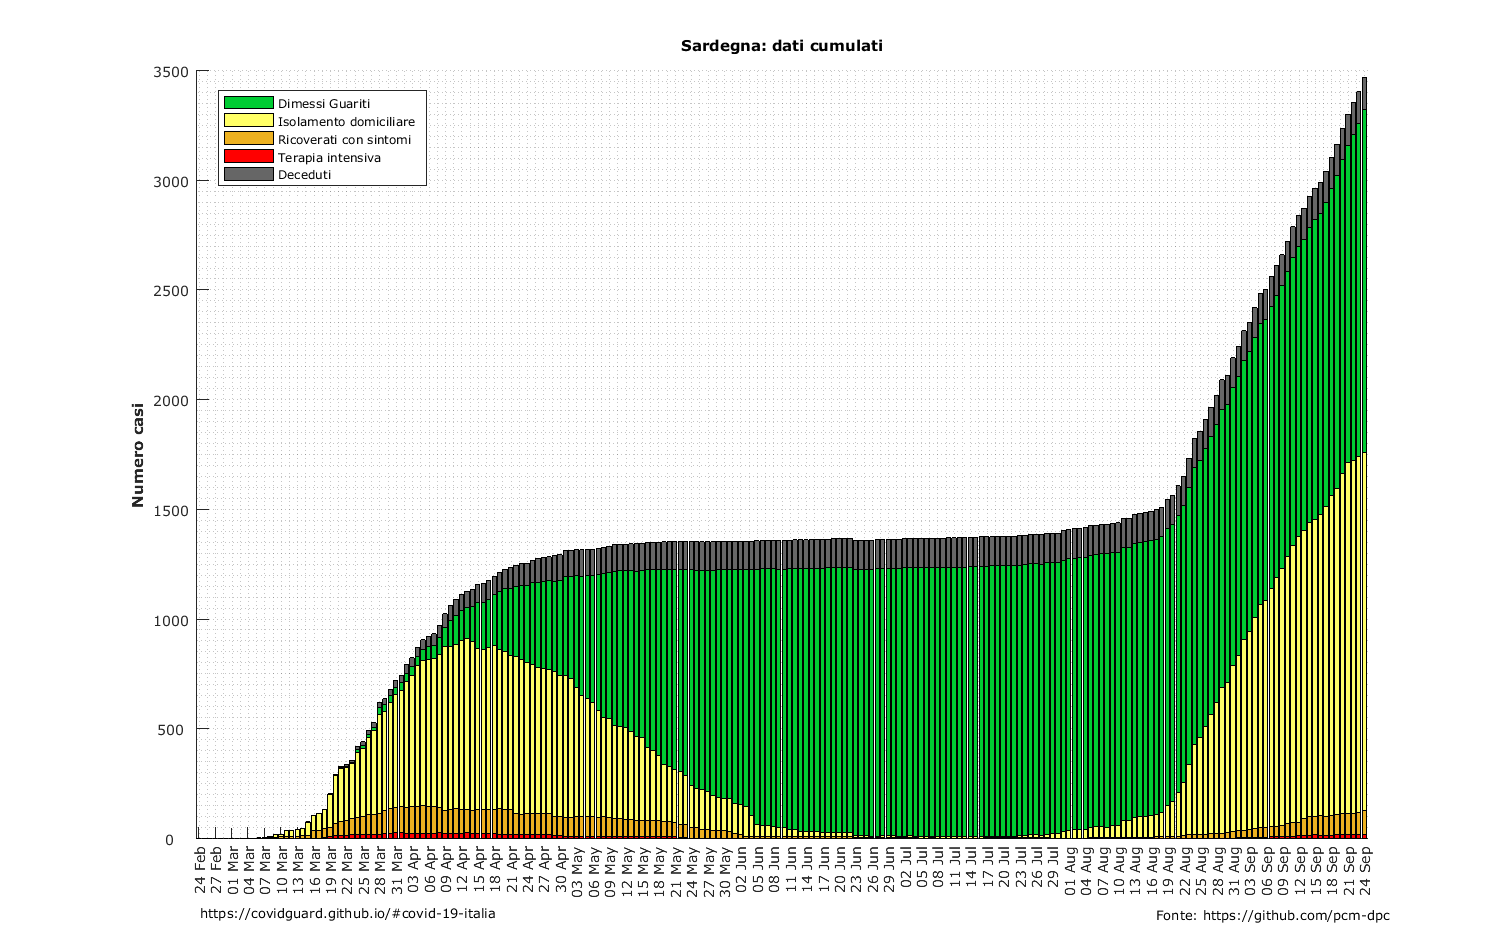 Sardegna: dati cumulati
3500
3000
2500
2000
1500
1000
500
0
Numero casi
Dimessi Guariti
Isolamento domiciliare
Ricoverati con sintomi
Terapia intensiva
Deceduti
24 Feb
27 Feb
01 Mar
04 Mar
07 Mar
10 Mar
13 Mar
16 Mar
19 Mar
22 Mar
25 Mar
28 Mar
31 Mar
03 Apr
06 Apr
09 Apr
12 Apr
15 Apr
18 Apr
21 Apr
24 Apr
27 Apr
30 Apr
03 May
06 May
09 May
12 May
15 May
18 May
21 May
24 May
27 May
30 May
02 Jun
05 Jun
08 Jun
11 Jun
14 Jun
17 Jun
20 Jun
23 Jun
26 Jun
29 Jun
02 Jul
05 Jul
08 Jul
11 Jul
14 Jul
17 Jul
20 Jul
23 Jul
26 Jul
29 Jul
01 Aug
04 Aug
07 Aug
10 Aug
13 Aug
16 Aug
19 Aug
22 Aug
25 Aug
28 Aug
31 Aug
03 Sep
06 Sep
09 Sep
12 Sep
15 Sep
18 Sep
21 Sep
24 Sep
https://covidguard.github.io/#covid-19-italia
Fonte: https://github.com/pcm-dpc